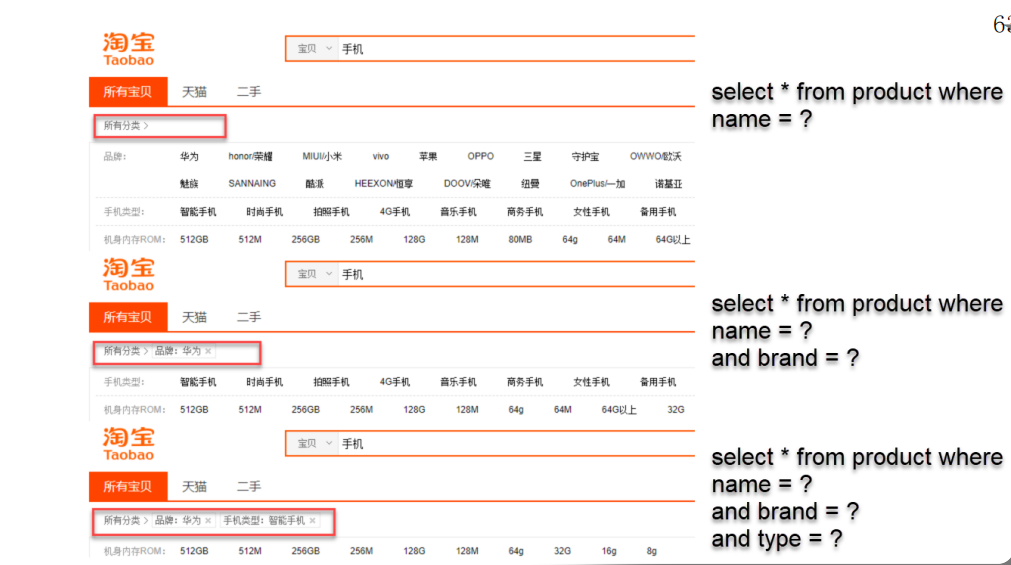 淘宝
Taobao
宝贝 手机
所有宝贝 天猫 二手
所有分类 >
品牌: 华为 honor/荣耀 MIUI/小米 vivo 苹果 OPPO 三星 守护宝 OWWO/欧沃
魅族 SANNAING 酷派 HEEXON/恒享 DOOV/朵唯 纽曼 OnePlus/一加 诺基亚
手机类型: 智能手机 时尚手机 拍照手机 4G手机 音乐手机 商务手机 女性手机 备用手机
机身内存ROM: 512GB 512M 256GB 256M 128G 128M 80MB 64g 64M 64G以上
select * from product where
name = ?
淘宝
Taobao
宝贝 手机
所有宝贝 天猫 二手
所有分类 > 品牌: 华为 ×
手机类型: 智能手机 时尚手机 拍照手机 4G手机 音乐手机 商务手机 女性手机 备用手机
机身内存ROM: 512GB 512M 256GB 256M 128G 128M 64g 64M 64G以上 32G
select * from product where
name = ?
and brand = ?
淘宝
Taobao
宝贝 手机
所有宝贝 天猫 二手
所有分类 > 品牌: 华为 × 手机类型: 智能手机 ×
机身内存ROM: 512GB 512M 256GB 256M 128G 128M 64g 32G 16g 8g
select * from product where
name = ?
and brand = ?
and type = ?